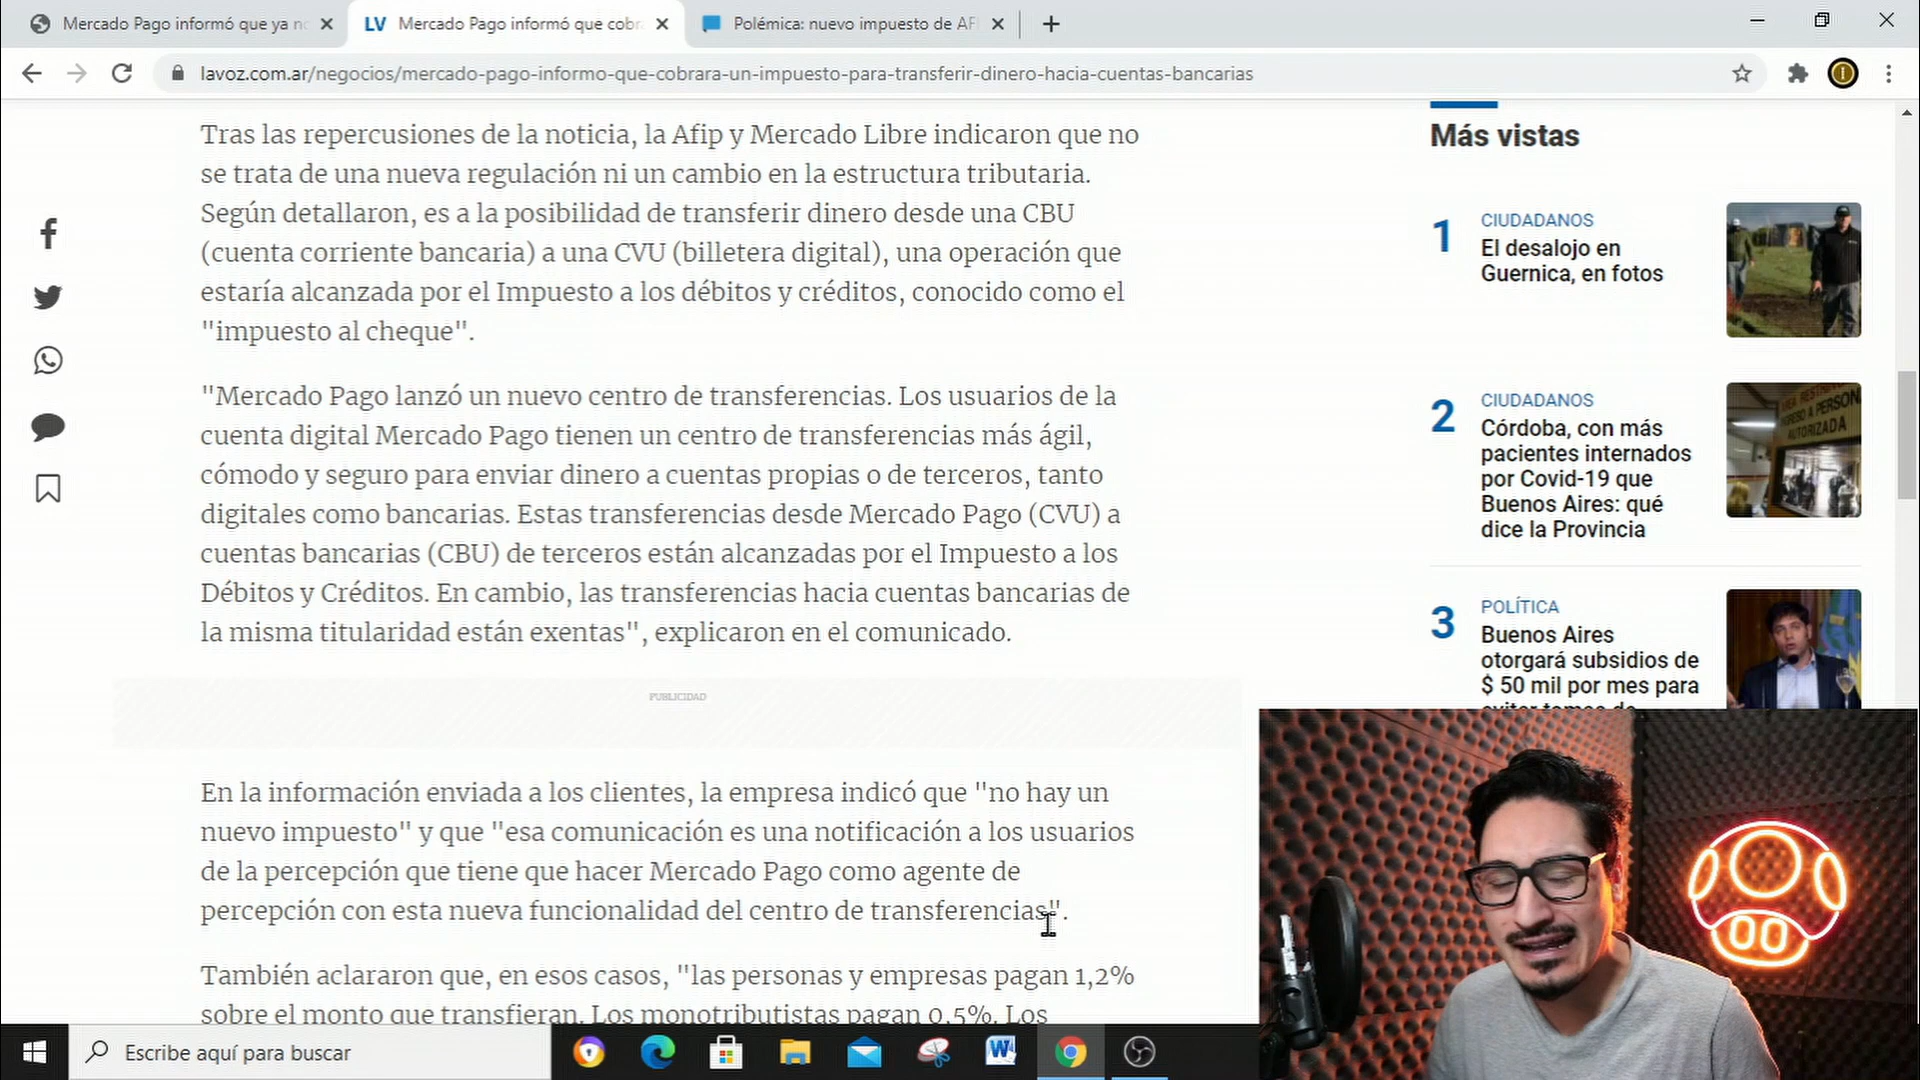 Mercado Pago informó que ya no
LV Mercado Pago informó que cobr
Polémica: nuevo impuesto de AF
lavoz.com.ar/negocios/mercado-pago-informo-que-cobrara-un-impuesto-para-transferir-dinero-hacia-cuentas-bancarias
Tras las repercusiones de la noticia, la Afip y Mercado Libre indicaron que no
se trata de una nueva regulación ni un cambio en la estructura tributaria.
Según detallaron, es a la posibilidad de transferir dinero desde una CBU
(cuenta corriente bancaria) a una CVU (billetera digital), una operación que
estaría alcanzada por el Impuesto a los débitos y créditos, conocido como el
"impuesto al cheque".
"Mercado Pago lanzó un nuevo centro de transferencias. Los usuarios de la
cuenta digital Mercado Pago tienen un centro de transferencias más ágil,
cómodo y seguro para enviar dinero a cuentas propias o de terceros, tanto
digitales como bancarias. Estas transferencias desde Mercado Pago (CVU) a
cuentas bancarias (CBU) de terceros están alcanzadas por el Impuesto a los
Débitos y Créditos. En cambio, las transferencias hacia cuentas bancarias de
la misma titularidad están exentas", explicaron en el comunicado.
PUBLICIDAD
En la información enviada a los clientes, la empresa indicó que "no hay un
nuevo impuesto" y que "esa comunicación es una notificación a los usuarios
de la percepción que tiene que hacer Mercado Pago como agente de
percepción con esta nueva funcionalidad del centro de transferencias".
También aclararon que, en esos casos, "las personas y empresas pagan 1,2%
sobre el monto que transfieran. Los monotributistas pagan 0,5%. Los
Más vistas
1
CIUDADANOS
El desalojo en
Guernica, en fotos
2
CIUDADANOS
Córdoba, con más
pacientes internados
por Covid-19 que
Buenos Aires: qué
dice la Provincia
AUTORIZADA
3
POLÍTICA
Buenos Aires
otorgará subsidios de
$ 50 mil por mes para
Escribe aquí para buscar